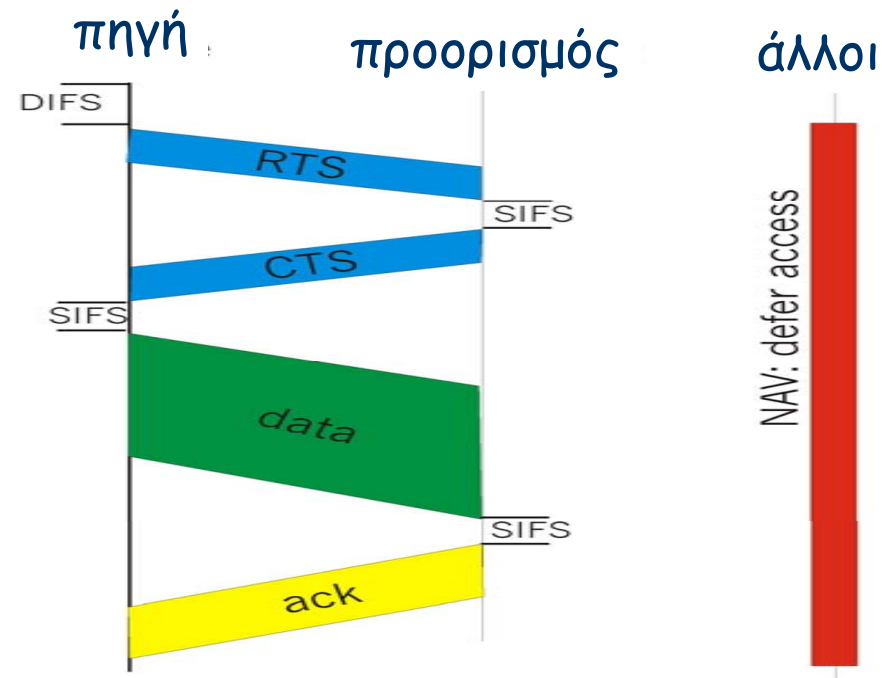 πηγή
προορισμός
άλλοι
DIFS
RTS
SIFS
CTS
SIFS
NAV: defer access
data
SIFS
ack